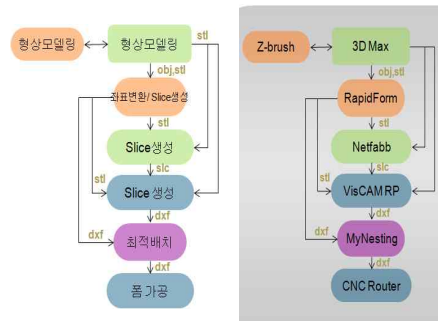 형상모델링
형상모델링
stl
obj,stl
좌표변환/Slice생성
stl
Slice생성
slc
stl
Slice 생성
dxf
dxf
최적배치
dxf
폼가공
Z-brush
3D Max
stl
obj,stl
RapidForm
stl
Netfabb
slc
stl
VisCAM RP
dxf
dxf
MyNesting
dxf
CNC Router